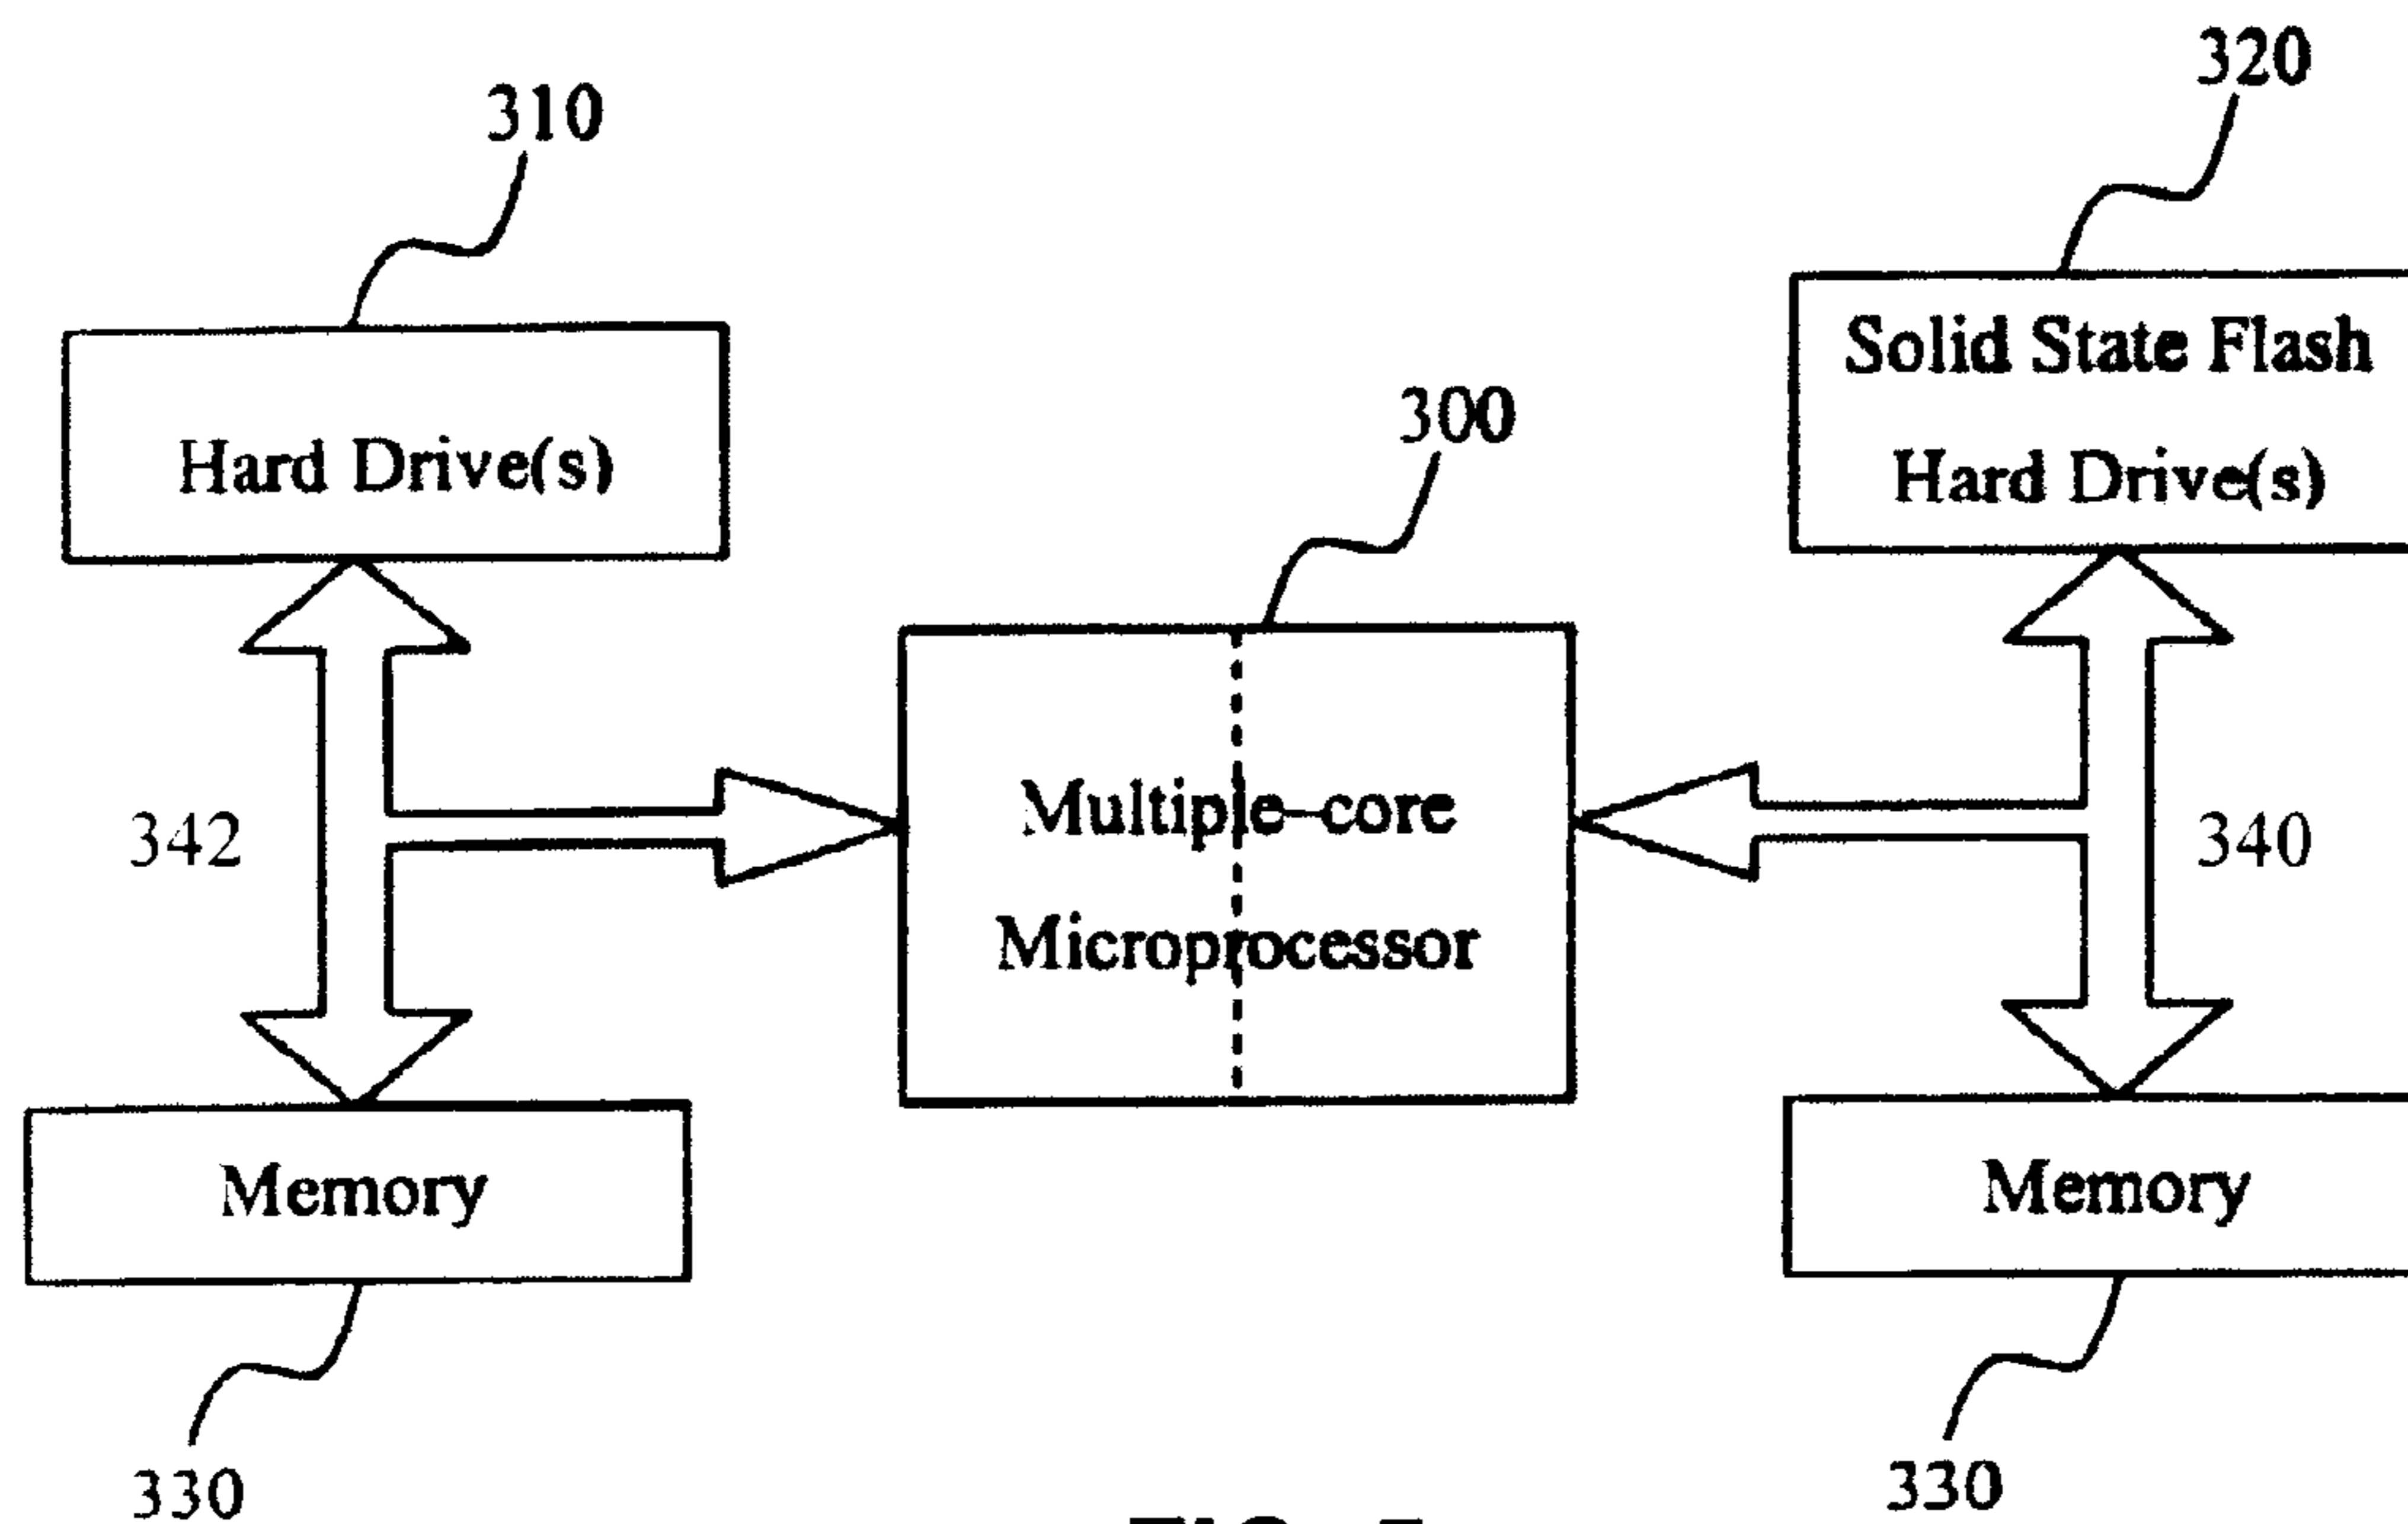 320
310
Solid State Flash
Hard Drive(s)
Hard Drive(s)
300
Multiple-core
Microprocessor
342
340
Memory
Memory
330
330